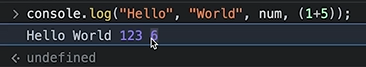 > console.log("Hello", "World", num, (1+5));
Hello World 123 6
<· undefined